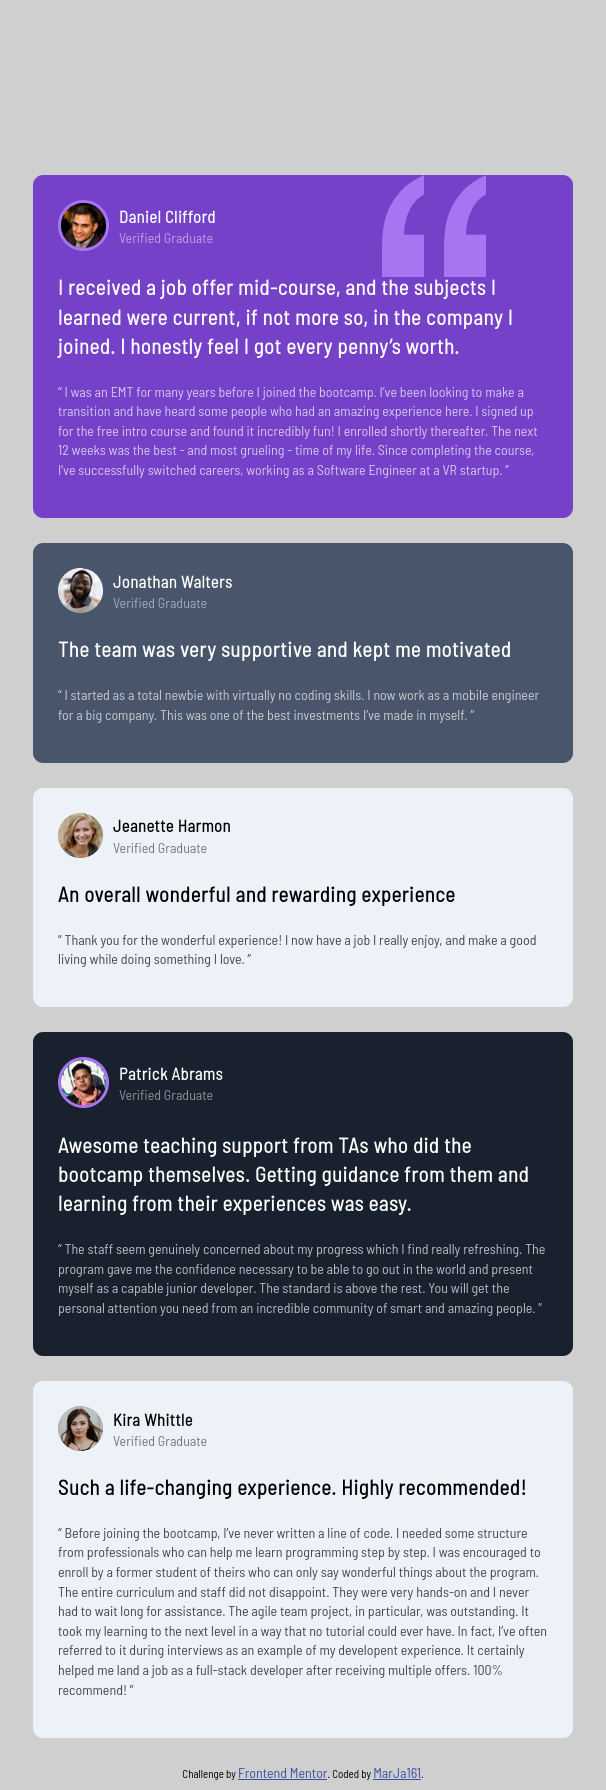 “
Daniel Clifford
Verified Graduate
I received a job offer mid-course, and the subjects I
learned were current, if not more so, in the company I
joined. I honestly feel I got every penny’s worth.
“ I was an EMT for many years before I joined the bootcamp. I’ve been looking to make a
transition and have heard some people who had an amazing experience here. I signed up
for the free intro course and found it incredibly fun! I enrolled shortly thereafter. The next
12 weeks was the best - and most grueling - time of my life. Since completing the course,
I’ve successfully switched careers, working as a Software Engineer at a VR startup. ”
Jonathan Walters
Verified Graduate
The team was very supportive and kept me motivated
“ I started as a total newbie with virtually no coding skills. I now work as a mobile engineer
for a big company. This was one of the best investments I’ve made in myself. ”
Jeanette Harmon
Verified Graduate
An overall wonderful and rewarding experience
“ Thank you for the wonderful experience! I now have a job I really enjoy, and make a good
living while doing something I love. ”
Patrick Abrams
Verified Graduate
Awesome teaching support from TAs who did the
bootcamp themselves. Getting guidance from them and
learning from their experiences was easy.
“ The staff seem genuinely concerned about my progress which I find really refreshing. The
program gave me the confidence necessary to be able to go out in the world and present
myself as a capable junior developer. The standard is above the rest. You will get the
personal attention you need from an incredible community of smart and amazing people. ”
Kira Whittle
Verified Graduate
Such a life-changing experience. Highly recommended!
“ Before joining the bootcamp, I’ve never written a line of code. I needed some structure
from professionals who can help me learn programming step by step. I was encouraged to
enroll by a former student of theirs who can only say wonderful things about the program.
The entire curriculum and staff did not disappoint. They were very hands-on and I never
had to wait long for assistance. The agile team project, in particular, was outstanding. It
took my learning to the next level in a way that no tutorial could ever have. In fact, I’ve often
referred to it during interviews as an example of my developent experience. It certainly
helped me land a job as a full-stack developer after receiving multiple offers. 100%
recommend! ”
Challenge by Frontend Mentor. Coded by MarJa161.